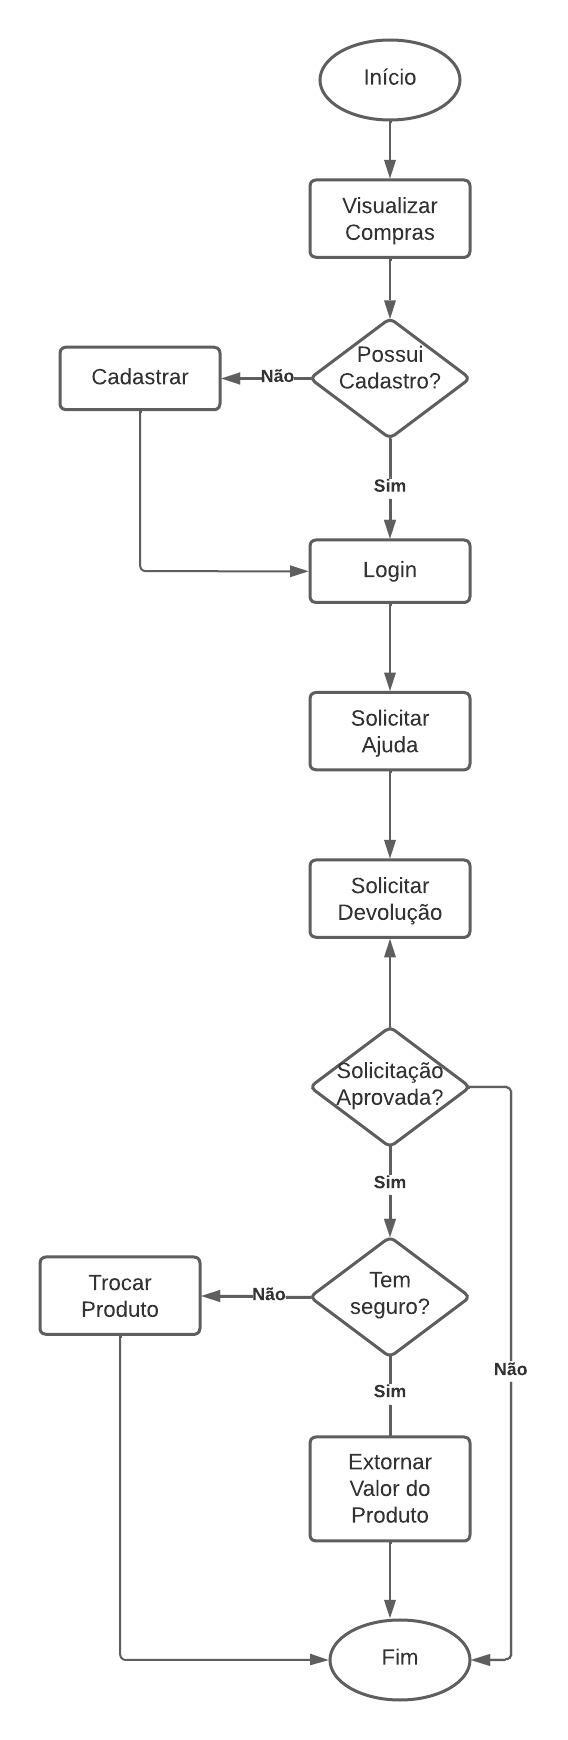 Início
Visualizar
Compras
Possui
Cadastro?
Não
Cadastrar
Sim
Login
Solicitar
Ajuda
Solicitar
Devolução
Solicitação
Aprovada?
Sim
Tem
seguro?
Não
Trocar
Produto
Não
Sim
Extornar
Valor do
Produto
Fim